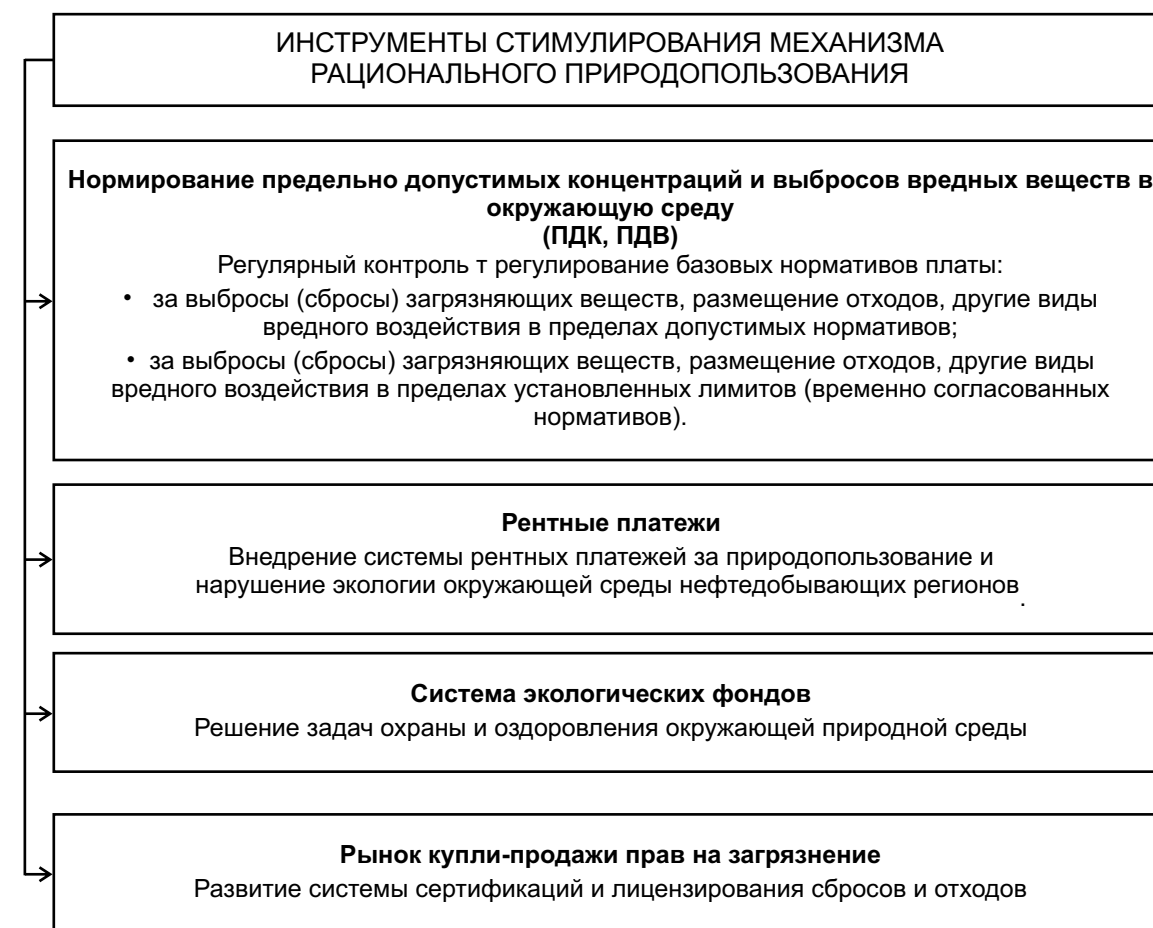 ИНСТРУМЕНТЫ СТИМУЛИРОВАНИЯ МЕХАНИЗМА
РАЦИОНАЛЬНОГО ПРИРОДОПОЛЬЗОВАНИЯ
Нормирование предельно допустимых концентраций и выбросов вредных веществ в
окружающую среду
(ПДК, ПДВ)
Регулярный контроль т регулирование базовых нормативов платы:
• за выбросы (сбросы) загрязняющих веществ, размещение отходов, другие виды
вредного воздействия в пределах допустимых нормативов;
• за выбросы (сбросы) загрязняющих веществ, размещение отходов, другие виды
вредного воздействия в пределах установленных лимитов (временно согласованных
нормативов).
Рентные платежи
Внедрение системы рентных платежей за природопользование и
нарушение экологии окружающей среды нефтедобывающих регионов.
Система экологических фондов
Решение задач охраны и оздоровления окружающей природной среды
Рынок купли-продажи прав на загрязнение
Развитие системы сертификаций и лицензирования сбросов и отходов